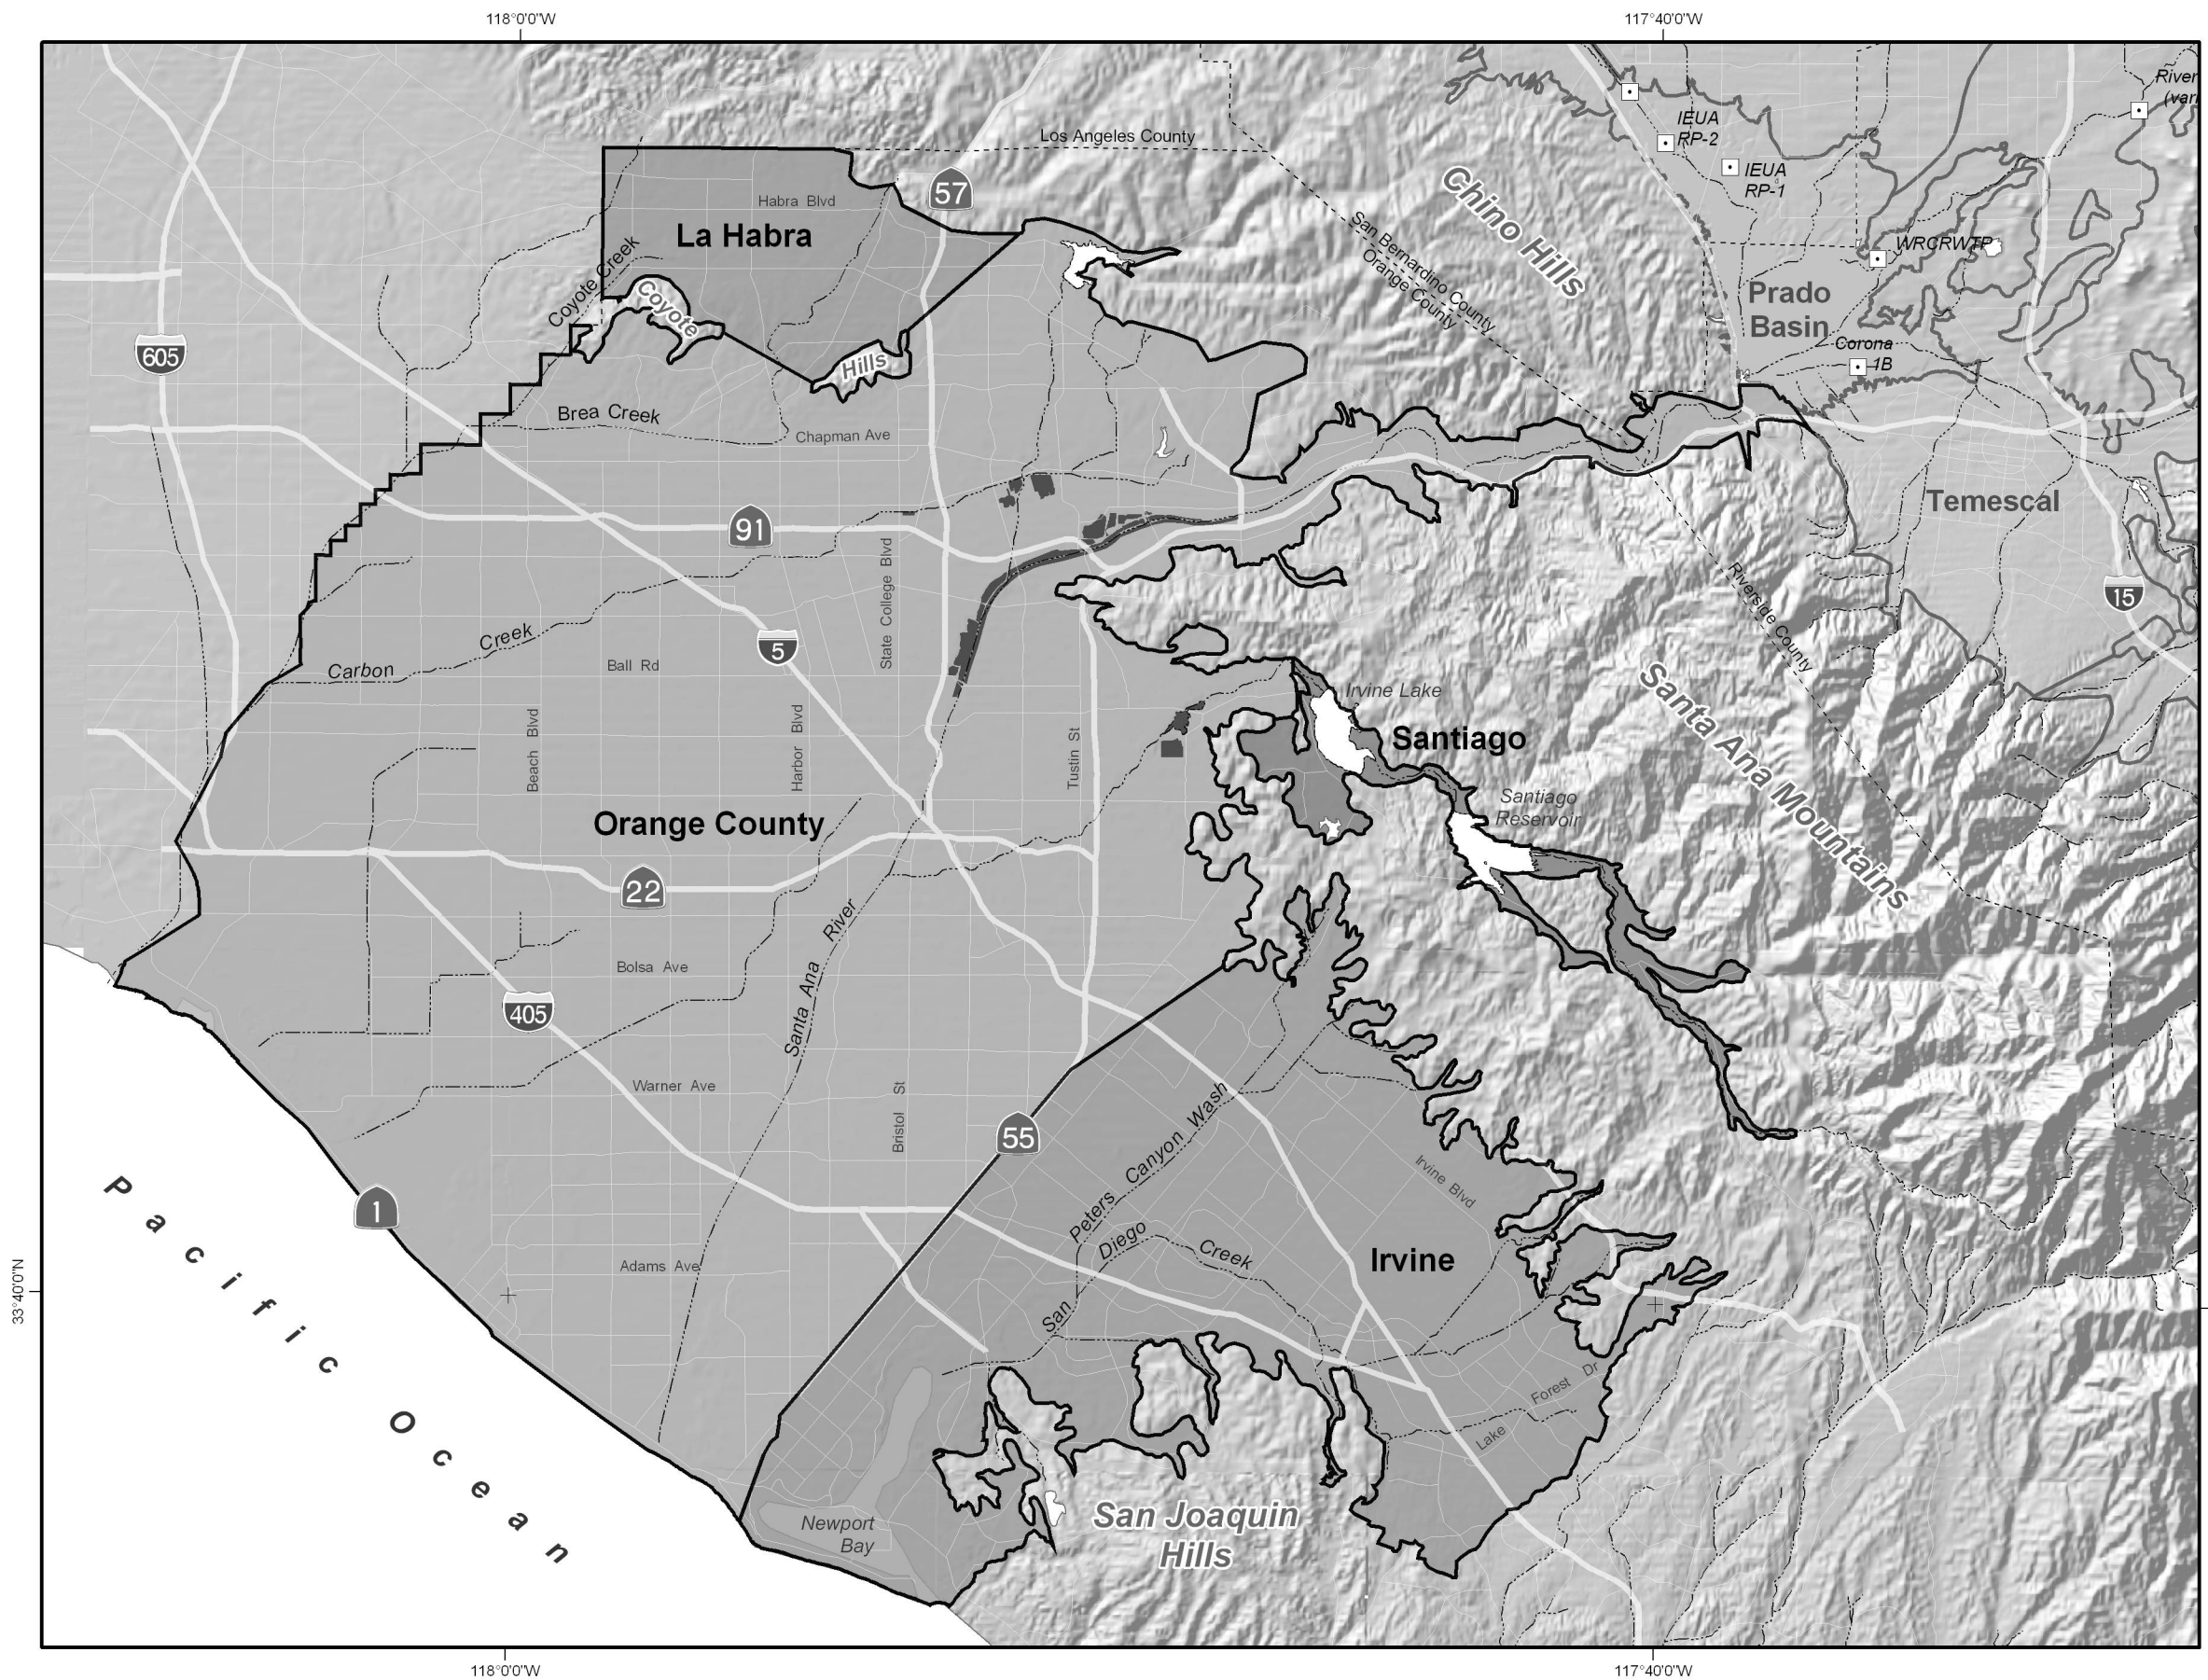 118°0'0"W
117°40'0"W
River
(vari
IEUA
RP-2
IEUA
RP-1
Los Angeles County
57
Habra Blvd
La Habra
Chino Hills
San Bernardino County
Orange County
WRCRWTP
Coyote Creek
Coyote
Hills
Prado
Basin
Corona
1B
605
Brea Creek
Chapman Ave
Temescal
91
State College Blvd
15
Riverside County
Carbon
Creek
Ball Rd
5
Irvine Lake
Santiago
Santa Ana Mountains
Beach Blvd
Harbor Blvd
Tustin St
Santiago
Reservoir
Orange County
22
Santa Ana
River
Bolsa Ave
405
Warner Ave
Bristol St
55
Peters Canyon Wash
Irvine Blvd
Pacific Ocean
1
San
Diego
Creek
Irvine
Adams Ave
33°40'0"N
Lake
Forest Dr
Newport
Bay
San Joaquin
Hills
118°0'0"W
117°40'0"W